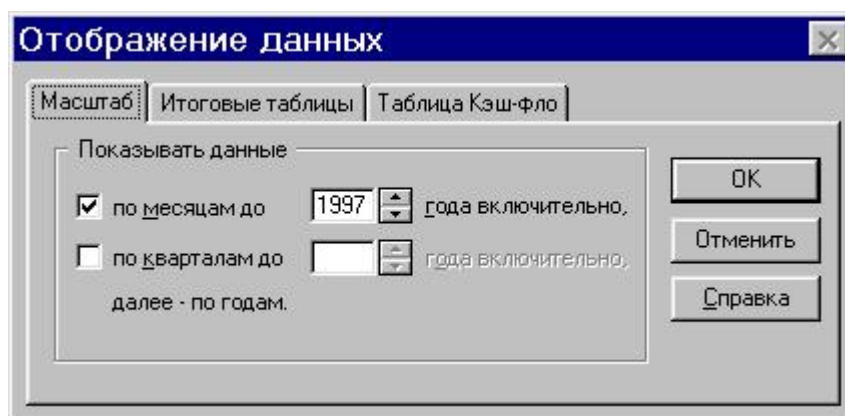 Отображение данных
Масштаб Итоговые таблицы Таблица Кэш-фло
Показывать данные
по месяцам до 1997 года включительно,
по кварталам до года включительно,
далее - по годам.
OK
Отменить
Справка